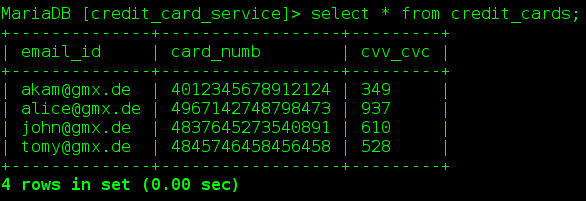 MariaDB [credit_card_service]> select * from credit_cards;
+---------------+------------------+---------+
| email_id      | card_numb        | cvv_cvc |
+---------------+------------------+---------+
| akam@gmx.de   | 4012345678912124 | 349     |
| alice@gmx.de  | 4967142748798473 | 937     |
| john@gmx.de   | 4837645273540891 | 610     |
| tomy@gmx.de   | 4845746458456458 | 528     |
+---------------+------------------+---------+
4 rows in set (0.00 sec)